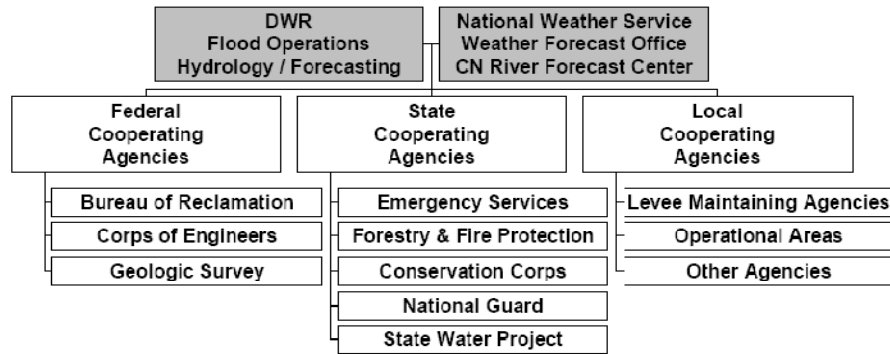 DWR
Flood Operations
Hydrology / Forecasting
National Weather Service
Weather Forecast Office
CN River Forecast Center
Federal
Cooperating
Agencies
State
Cooperating
Agencies
Local
Cooperating
Agencies
Bureau of Reclamation
Corps of Engineers
Geologic Survey
Emergency Services
Forestry & Fire Protection
Conservation Corps
National Guard
State Water Project
Levee Maintaining Agencies
Operational Areas
Other Agencies